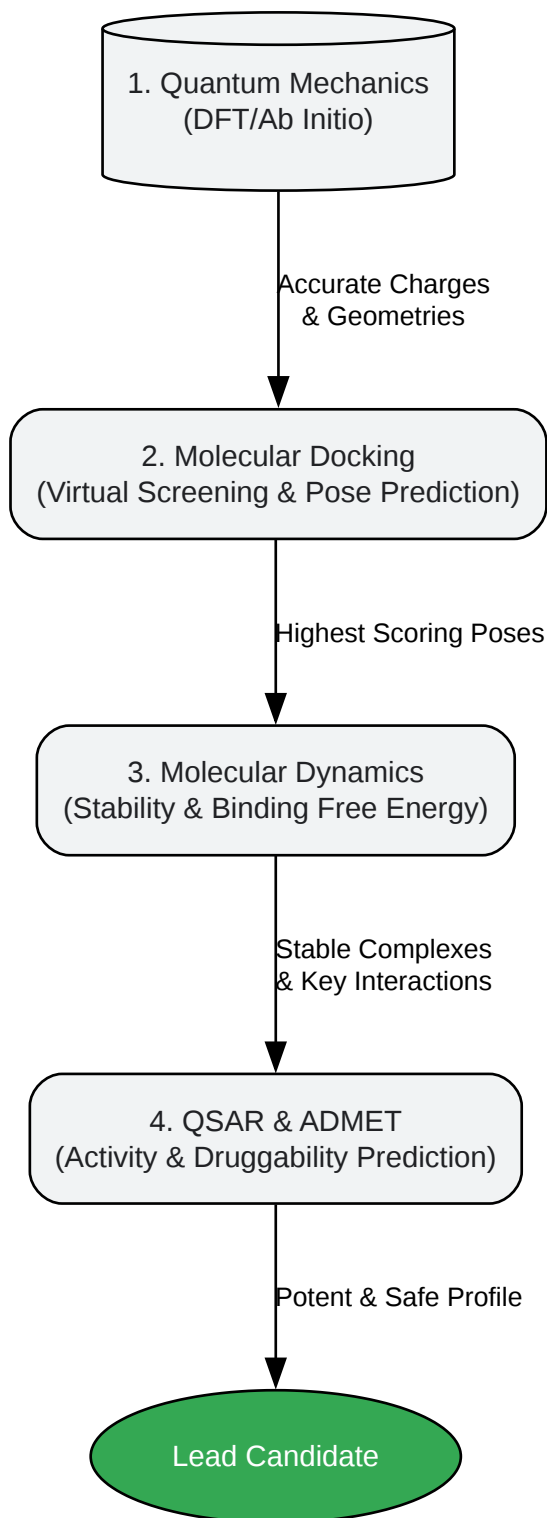 1. Quantum Mechanics
(DFT/Ab Initio)
Accurate Charges
& Geometries
2. Molecular Docking
(Virtual Screening & Pose Prediction)
Highest Scoring Poses
3. Molecular Dynamics
(Stability & Binding Free Energy)
Stable Complexes
& Key Interactions
4. QSAR & ADMET
(Activity & Druggability Prediction)
Potent & Safe Profile
Lead Candidate